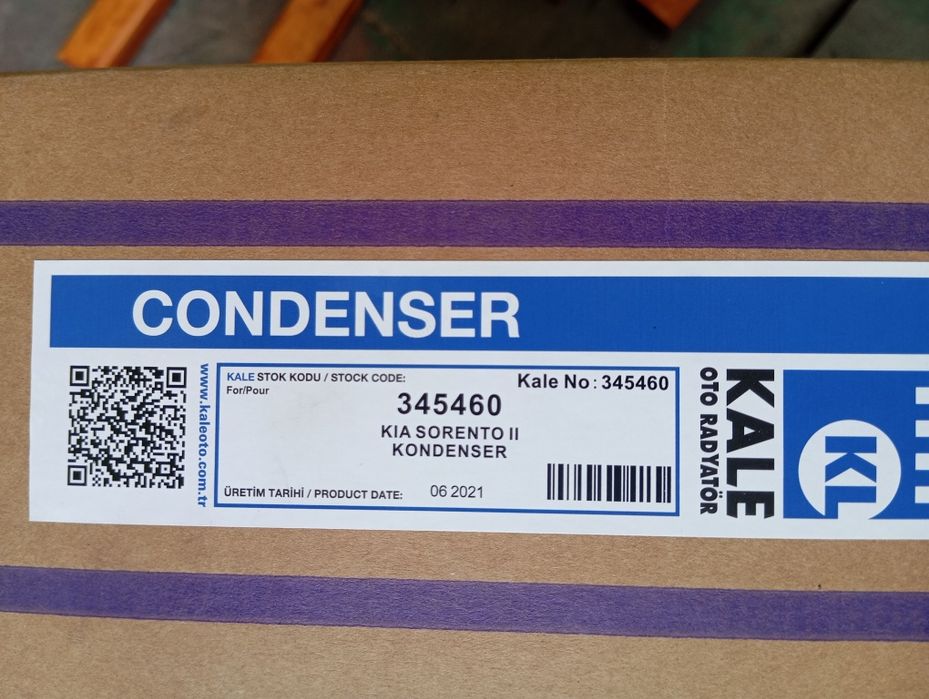 CONDENSER
www.kaleoto.com.tr
KALE STOK KODU / STOCK CODE:
Kale No : 345460
For/Pour
345460
KIA SORENTO II
KONDENSER
ÜRETİM TARİHİ / PRODUCT DATE: 06 2021
KALE
OTO RADYATÖR
KL